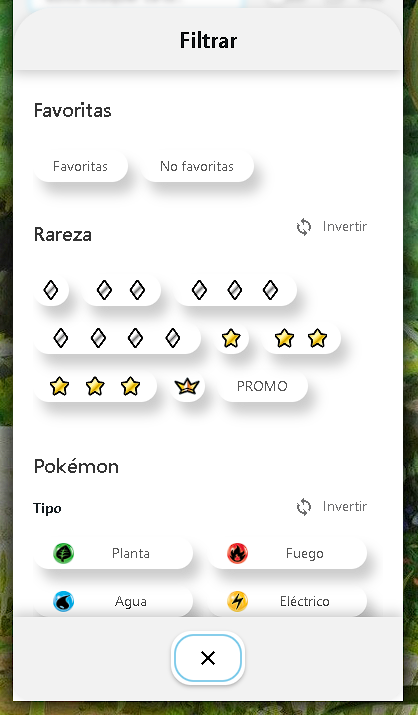 Filtrar
Favoritas
Favoritas No favoritas
Rareza Invertir
PROMO
Pokémon
Tipo Invertir
Planta Fuego
Agua Eléctrico